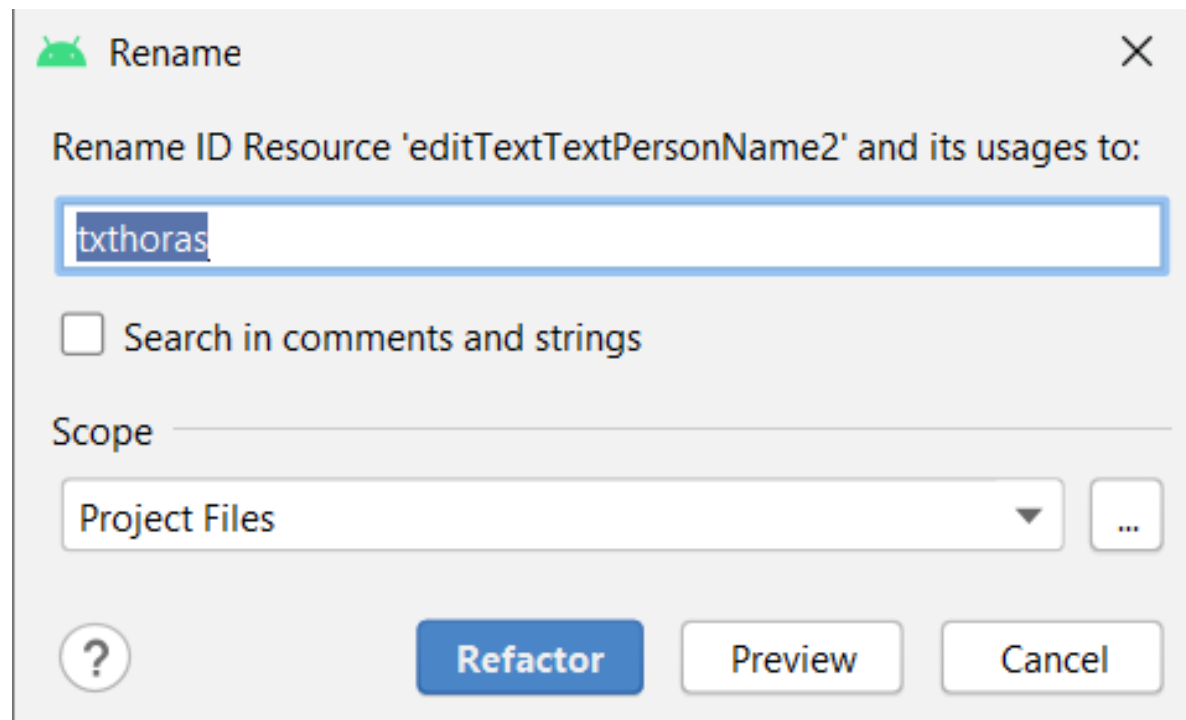 Rename
Rename ID Resource 'editTextTextPersonName2' and its usages to:
txthoras
Search in comments and strings
Scope
Project Files
...
?
Refactor
Preview
Cancel